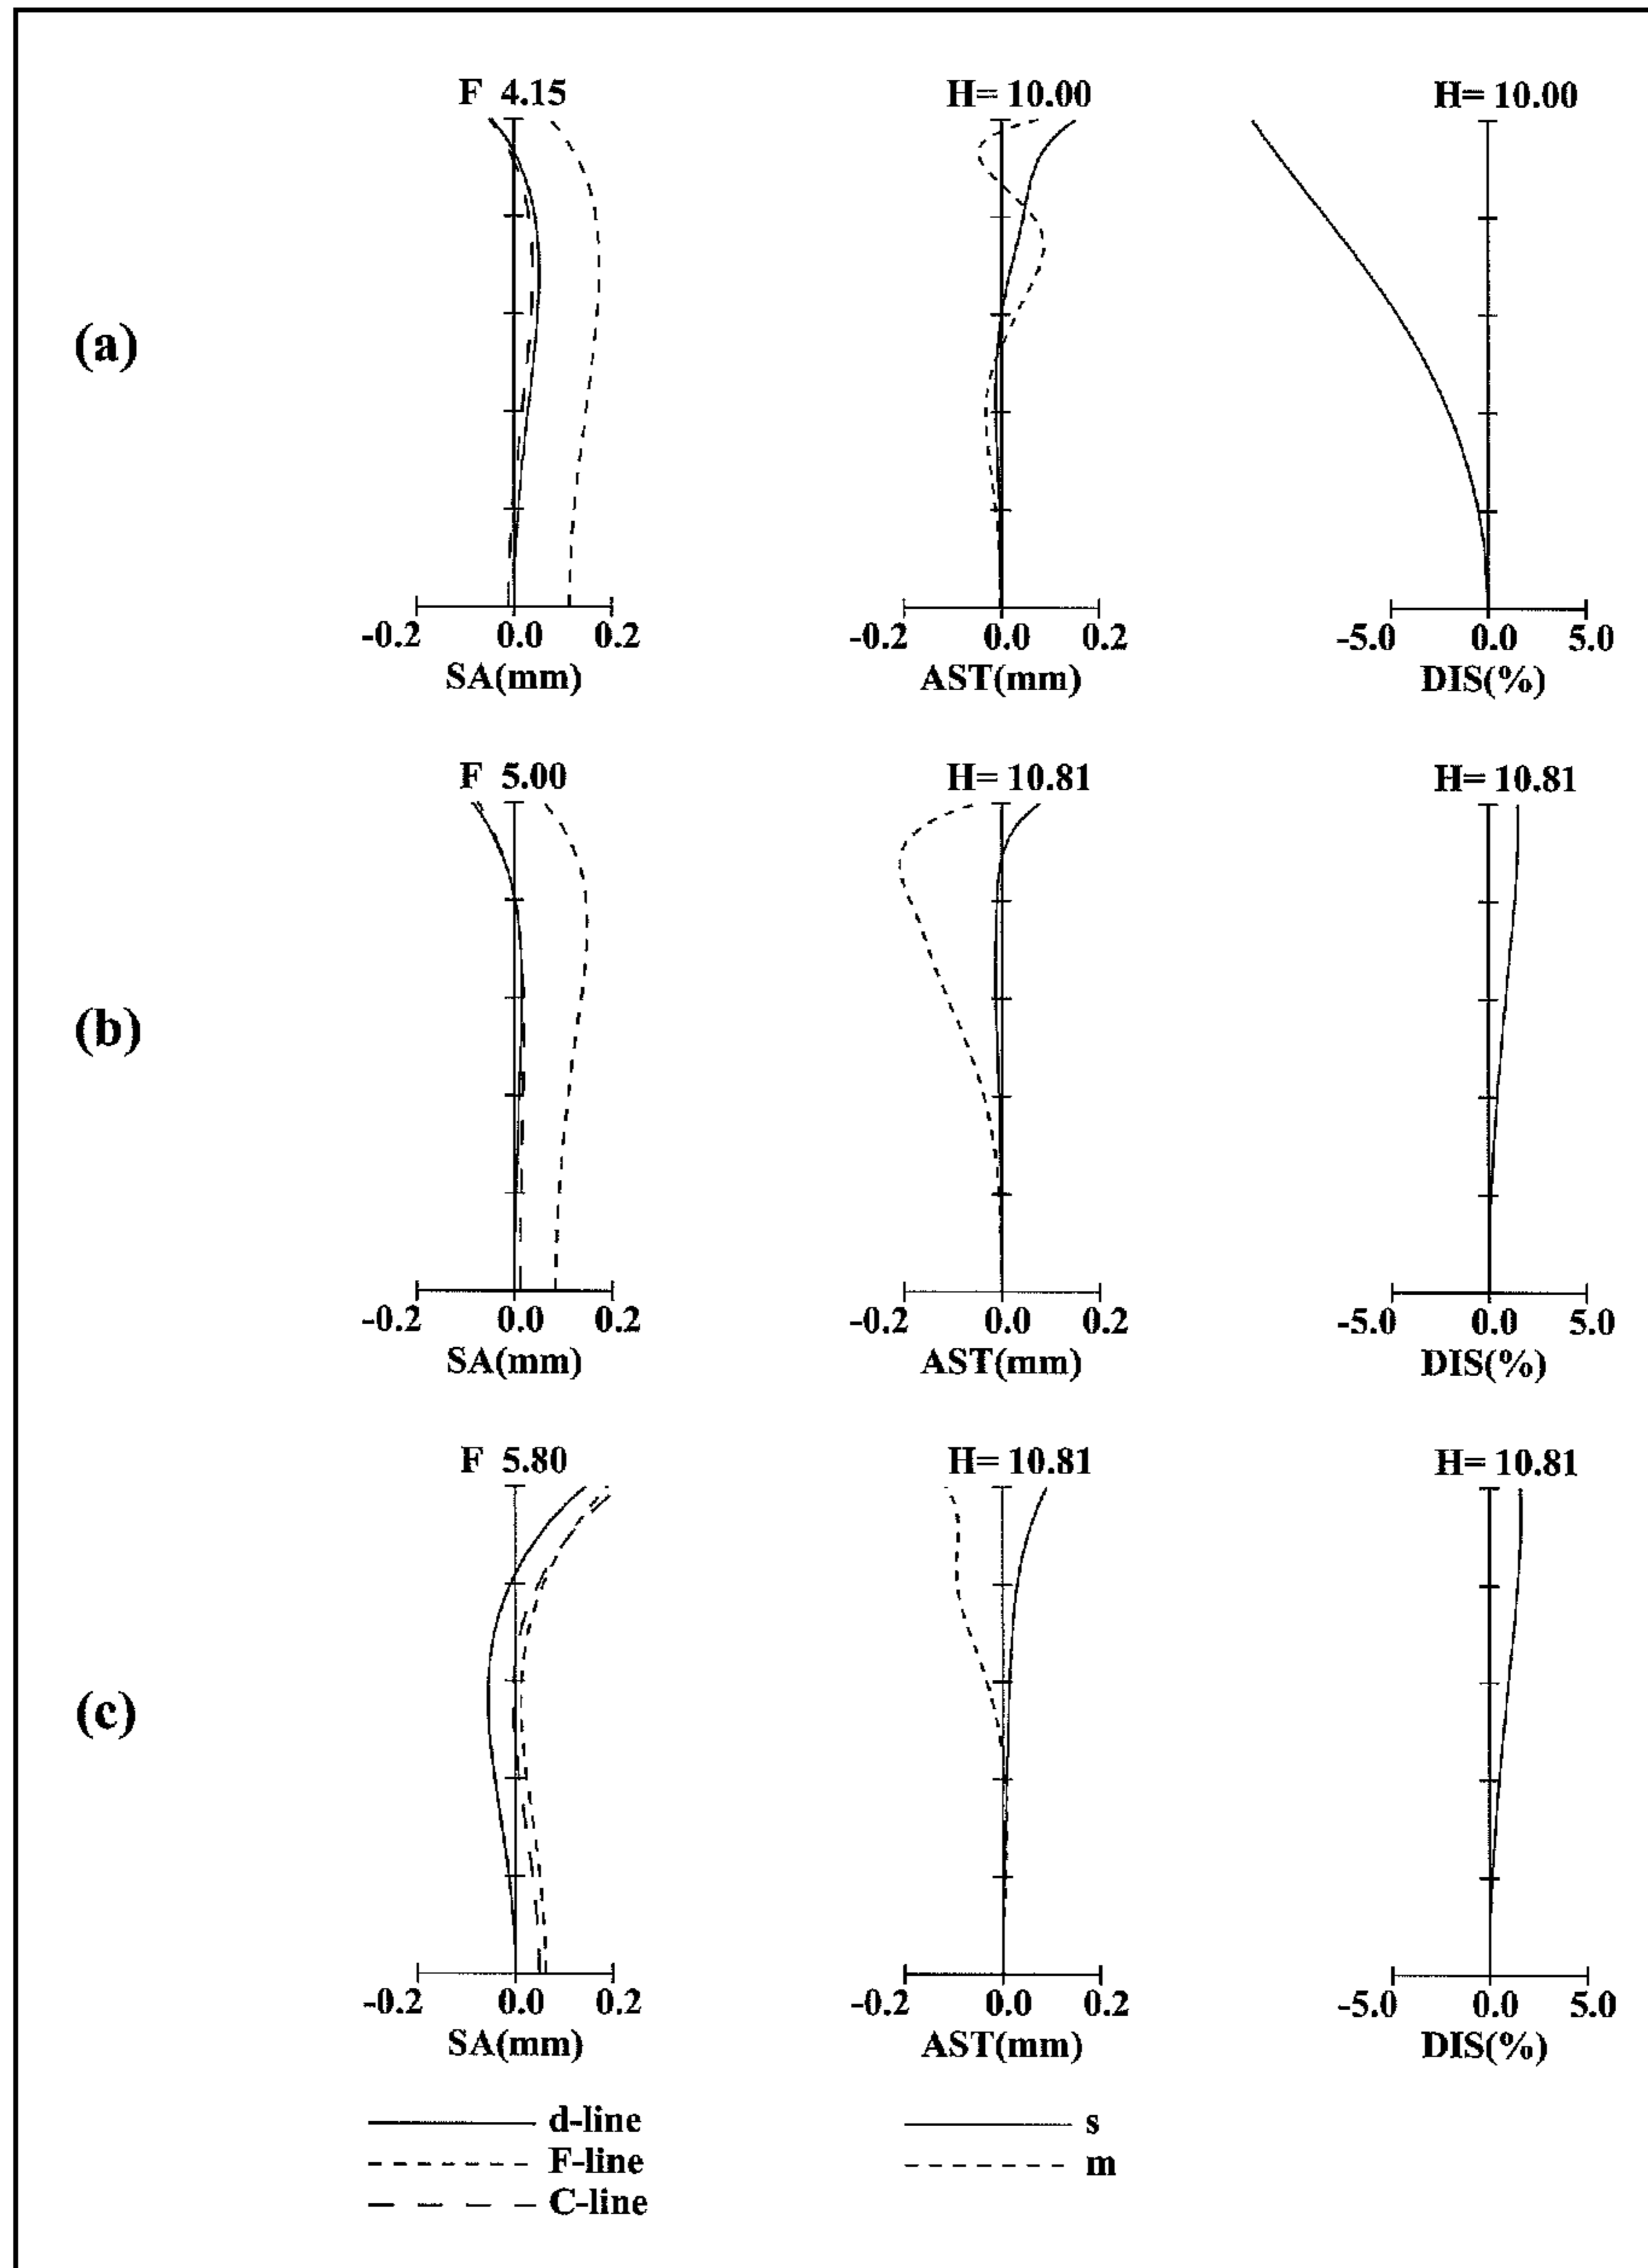 F 4.15
H= 10.00
H= 10.00
(a)
-0.2 0.0 0.2
SA(mm)
-0.2 0.0 0.2
AST(mm)
-5.0 0.0 5.0
DIS(%)
F 5.00
H= 10.81
H= 10.81
(b)
-0.2 0.0 0.2
SA(mm)
-0.2 0.0 0.2
AST(mm)
-5.0 0.0 5.0
DIS(%)
F 5.80
H= 10.81
H= 10.81
(c)
-0.2 0.0 0.2
SA(mm)
-0.2 0.0 0.2
AST(mm)
-5.0 0.0 5.0
DIS(%)
d-line
F-line
C-line
s
m